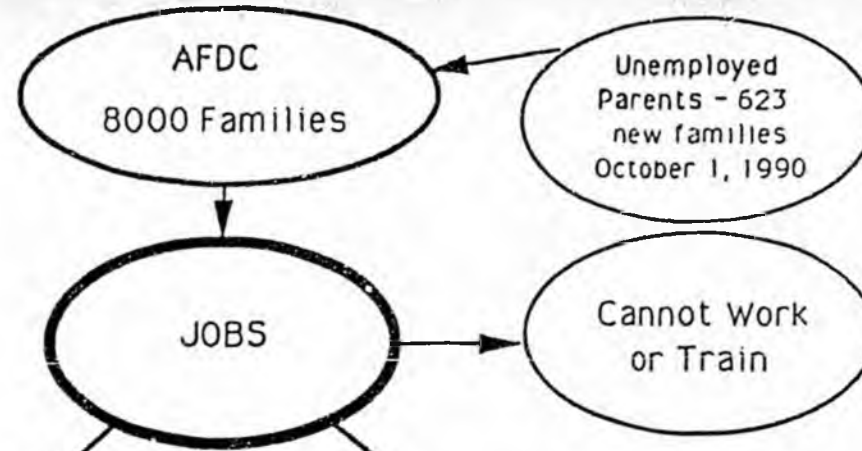 AFDC
8000 Families
Unemployed
Parents - 623
new families
October 1, 1990
JOBS
Cannot Work
or Train